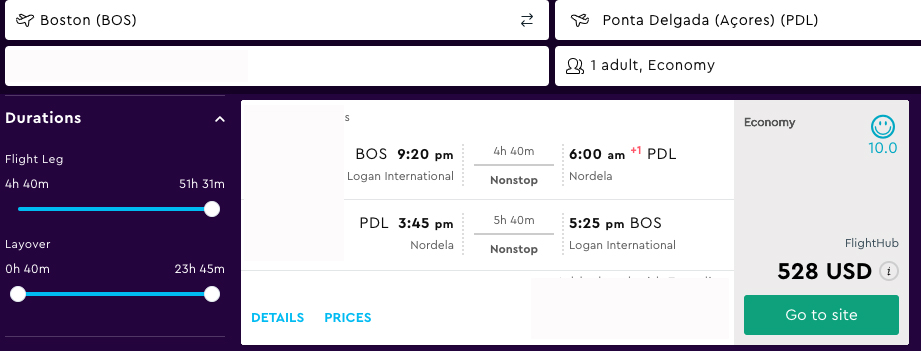 Boston (BOS)
Ponta Delgada (Açores) (PDL)
1 adult, Economy
Durations
Flight Leg
4h 40m 51h 31m
Layover
0h 40m 23h 45m
s
BOS 9:20 pm
Logan International
4h 40m
Nonstop
6:00 am +1 PDL
Nordela
PDL 3:45 pm
Nordela
5h 40m
Nonstop
5:25 pm BOS
Logan International
DETAILS PRICES
Economy
10.0
FlightHub
528 USD i
Go to site